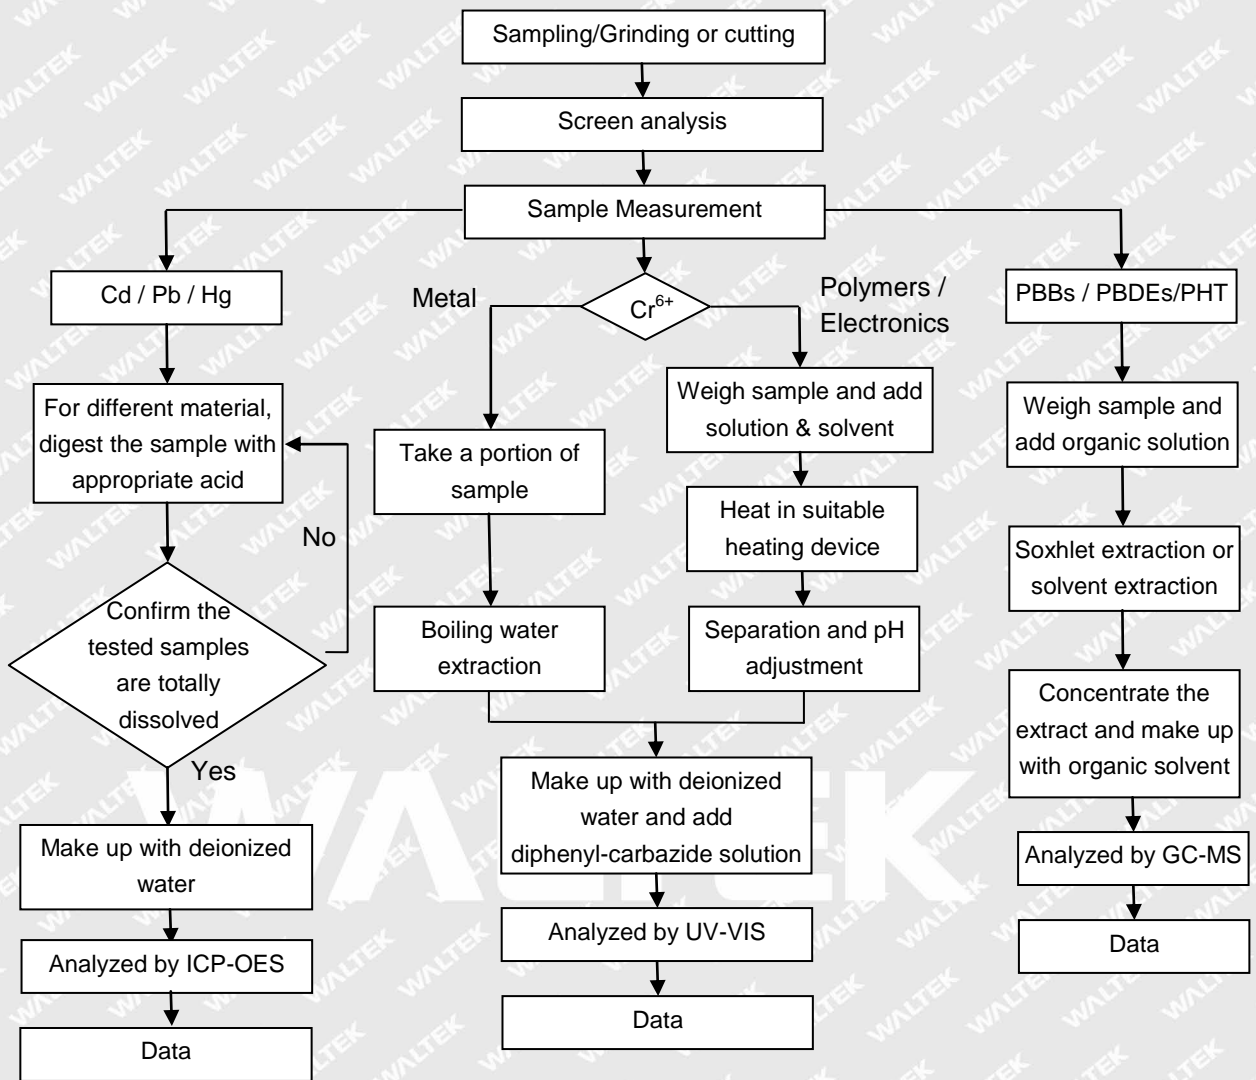 Sampling/Grinding or cutting
Screen analysis
Sample Measurement
Cd / Pb / Hg
For different material,
digest the sample with
appropriate acid
No
Confirm the
tested samples
are totally
dissolved
Yes
Make up with deionized
water
Analyzed by ICP-OES
Data
Cr6+
Metal
Take a portion of
sample
Boiling water
extraction
Polymers /
Electronics
Weigh sample and add
solution & solvent
Heat in suitable
heating device
Separation and pH
adjustment
Make up with deionized
water and add
diphenyl-carbazide solution
Analyzed by UV-VIS
Data
PBBs / PBDEs/PHT
Weigh sample and
add organic solution
Soxhlet extraction or
solvent extraction
Concentrate the
extract and make up
with organic solvent
Analyzed by GC-MS
Data
WALTEK